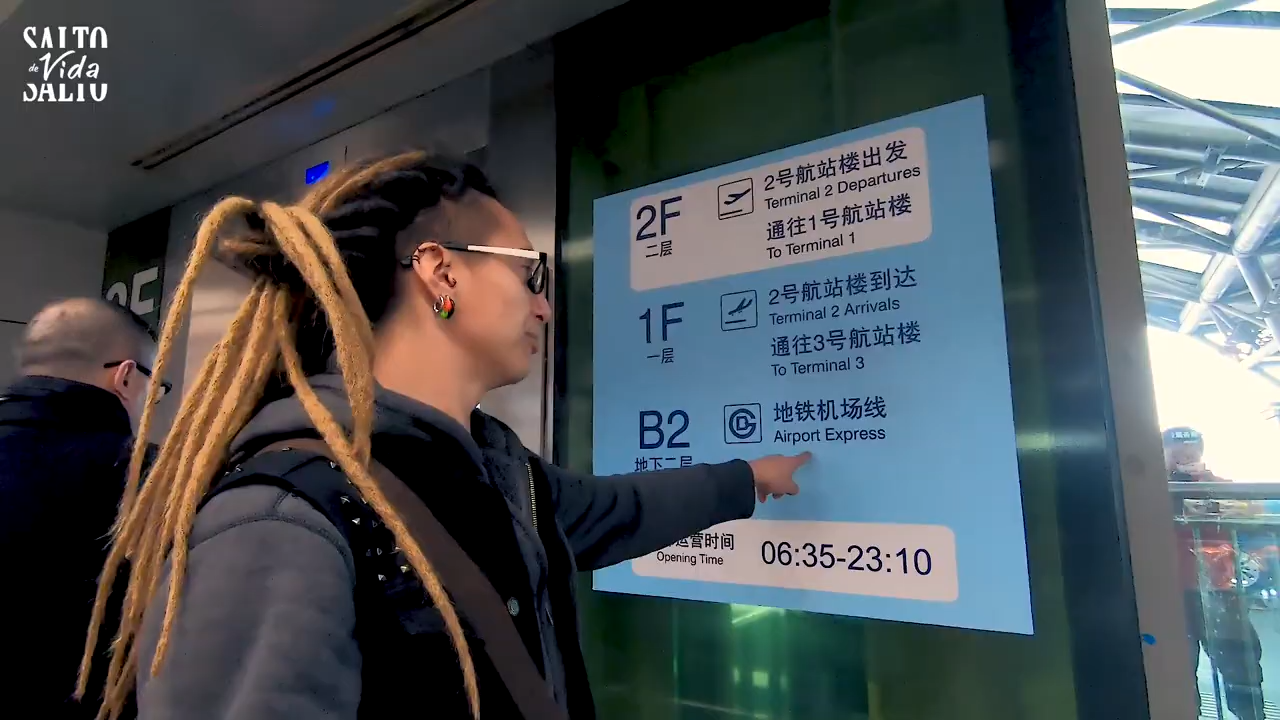 SALTO
de Vida
SALTO
2F
二层
2号航站楼出发
Terminal 2 Departures
通往1号航站楼
To Terminal 1
1F
一层
2号航站楼到达
Terminal 2 Arrivals
通往3号航站楼
To Terminal 3
B2
地下二层
地铁机场线
Airport Express
运营时间
Opening Time
06:35-23:10
2F